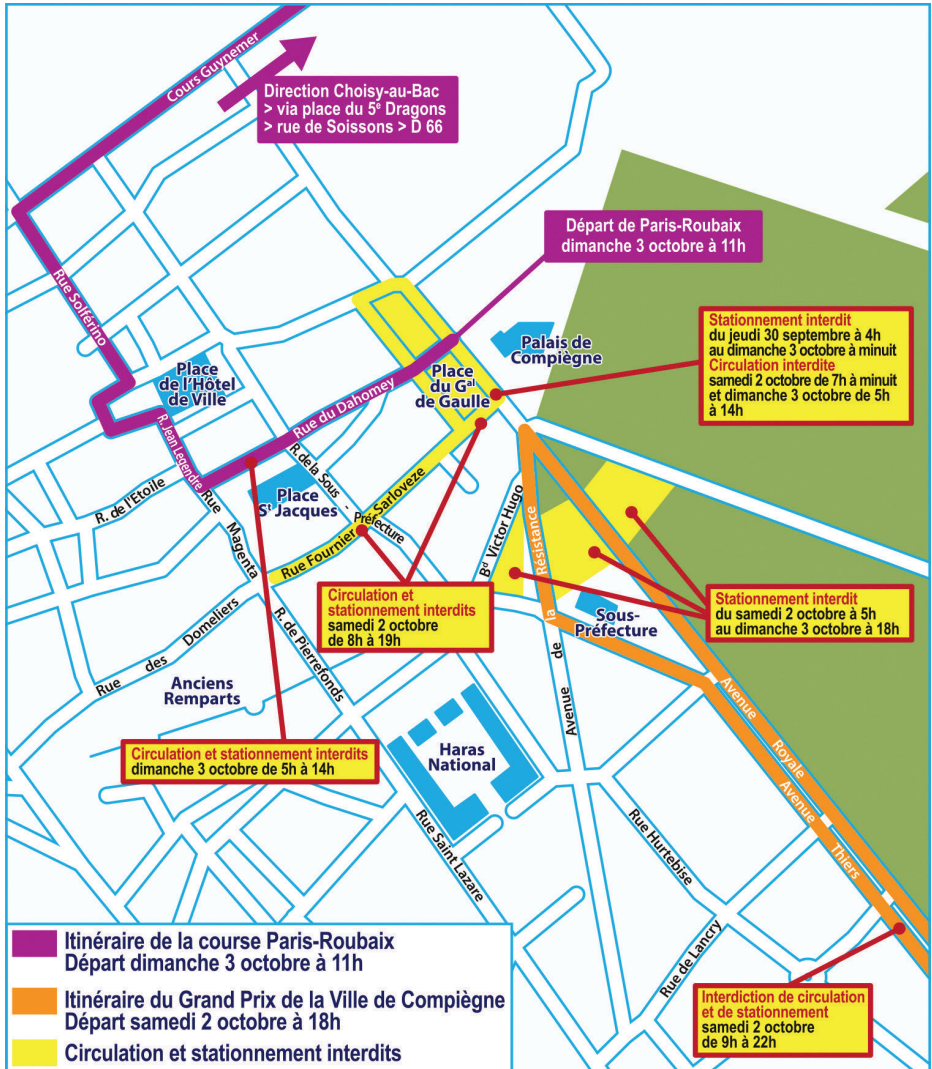 Cours Guynemer
Direction Choisy-au-Bac
> via place du 5e Dragons
> rue de Soissons > D 66
Départ de Paris-Roubaix
dimanche 3 octobre à 11h
Rue Solférino
Stationnement interdit
du jeudi 30 septembre à 4h
au dimanche 3 octobre à minuit
Circulation interdite
samedi 2 octobre de 7h à minuit
et dimanche 3 octobre de 5h
à 14h
Palais de
Compiègne
Place
de l'Hôtel
de Ville
Place
du Gal
de Gaulle
Rue du Dahomey
R. Jean Legendre
R. de la Sous - Préfecture
R. de l'Etoile
Rue Magenta
Place
St Jacques
Rue Fournier - Sarloveze
Bd Victor Hugo
Avenue de la Résistance
Circulation et
stationnement interdits
samedi 2 octobre
de 8h à 19h
Stationnement interdit
du samedi 2 octobre à 5h
au dimanche 3 octobre à 18h
Sous-
Préfecture
Rue des Domeliers
R. de Pierrefonds
Anciens
Remparts
Avenue Royale
Circulation et stationnement interdits
dimanche 3 octobre de 5h à 14h
Haras
National
Avenue Thiers
Rue Saint Lazare
Rue Hurtebise
Rue de Lancry
Itinéraire de la course Paris-Roubaix
Départ dimanche 3 octobre à 11h
Itinéraire du Grand Prix de la Ville de Compiègne
Départ samedi 2 octobre à 18h
Circulation et stationnement interdits
Interdiction de circulation
et de stationnement
samedi 2 octobre
de 9h à 22h